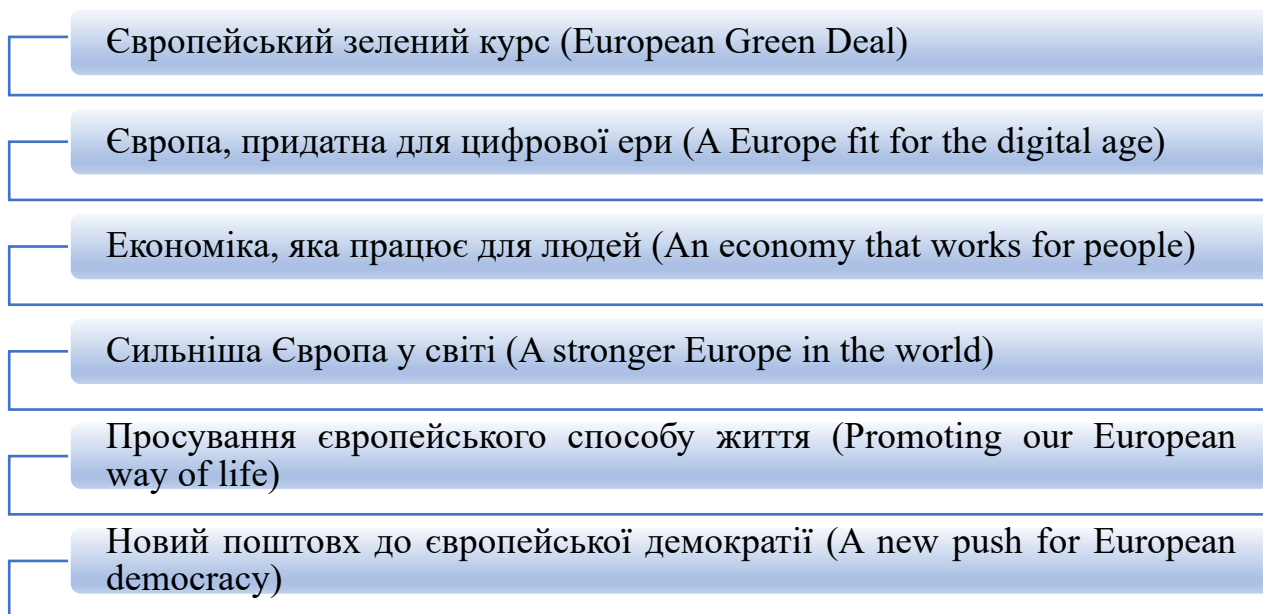 Європейський зелений курс (European Green Deal)
Європа, придатна для цифрової ери (A Europe fit for the digital age)
Економіка, яка працює для людей (An economy that works for people)
Сильніша Європа у світі (A stronger Europe in the world)
Просування європейського способу життя (Promoting our European
way of life)
Новий поштовх до європейської демократії (A new push for European
democracy)